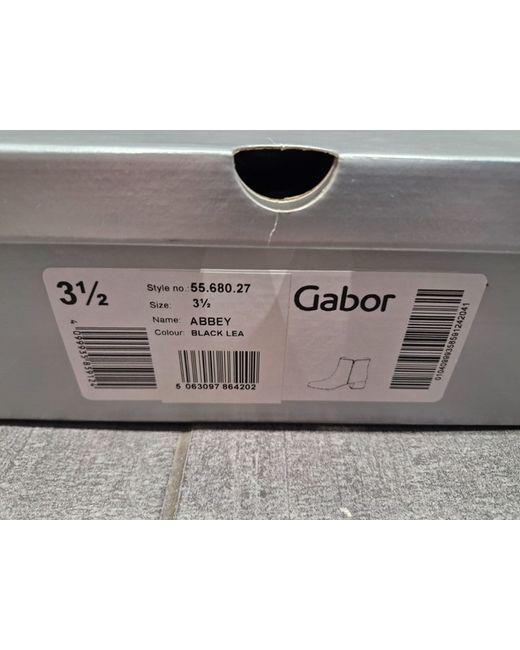 3½
Style no.: 55.680.27
Size: 3½
Name: ABBEY
Colour: BLACK LEA
Gabor
5 063097 864202